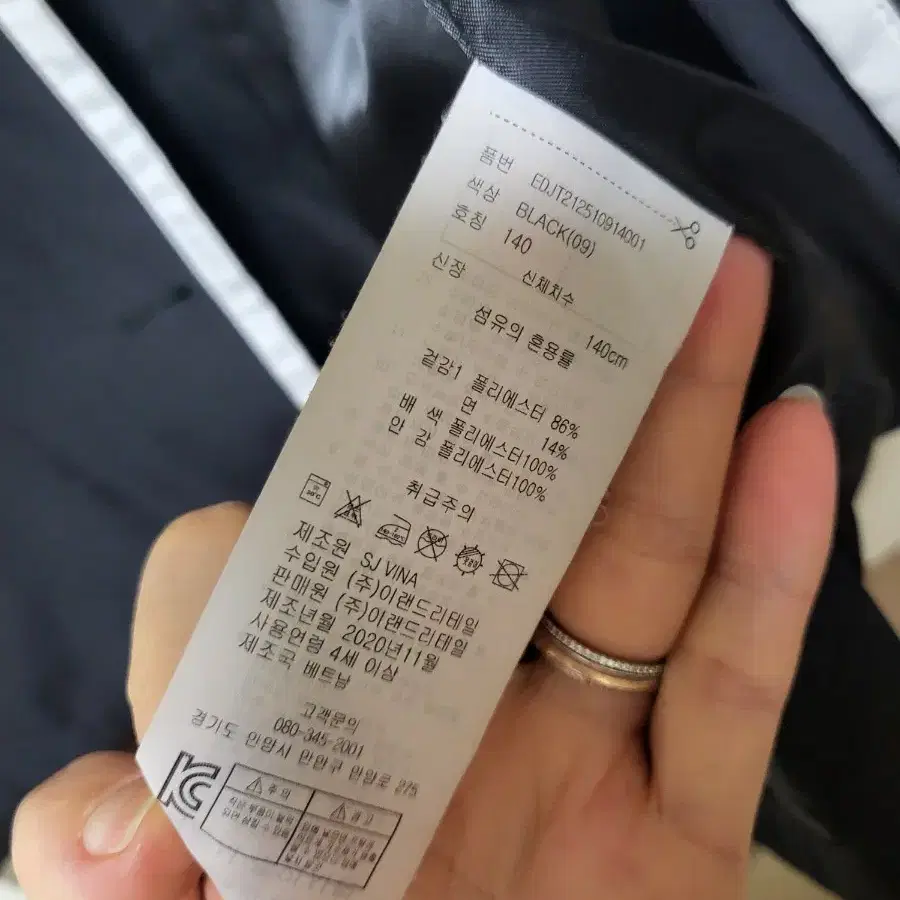 품번 EDJT212510914001
색상 BLACK(09)
호칭 140
신체치수
신장 140cm
섬유의 혼용률
겉감1 폴리에스터 86%
면 14%
배 색 폴리에스터100%
안 감 폴리에스터100%
취급주의
제조원 SJ VINA
수입원 (주)이랜드리테일
판매원 (주)이랜드리테일
제조년월 2020년11월
사용연령 4세 이상
제조국 베트남
고객문의
080-345-2001
경기도 안양시 만안구 안양로 275
KC
주 의
경 고